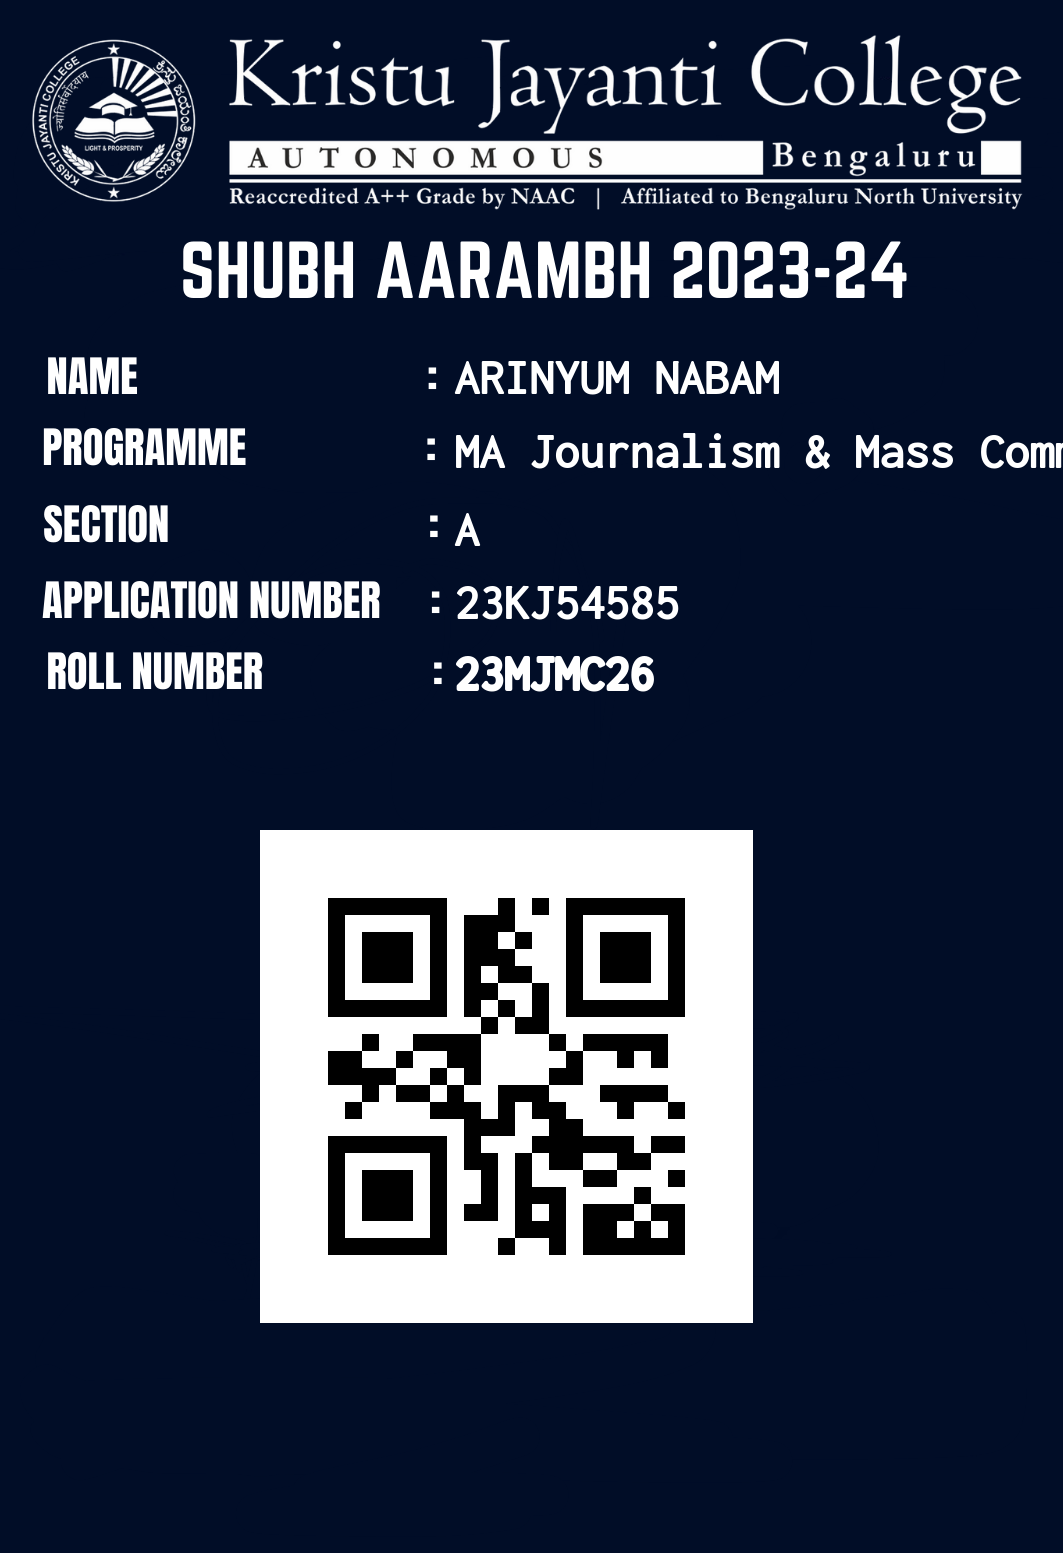 Kristu Jayanti College
AUTONOMOUS Bengaluru
Reaccredited A++ Grade by NAAC | Affiliated to Bengaluru North University
KRISTU JAYANTI COLLEGE
LIGHT & PROSPERITY
SHUBH AARAMBH 2023-24
NAME : ARINYUM NABAM
PROGRAMME : MA Journalism & Mass Comm
SECTION : A
APPLICATION NUMBER : 23KJ54585
ROLL NUMBER : 23MJMC26